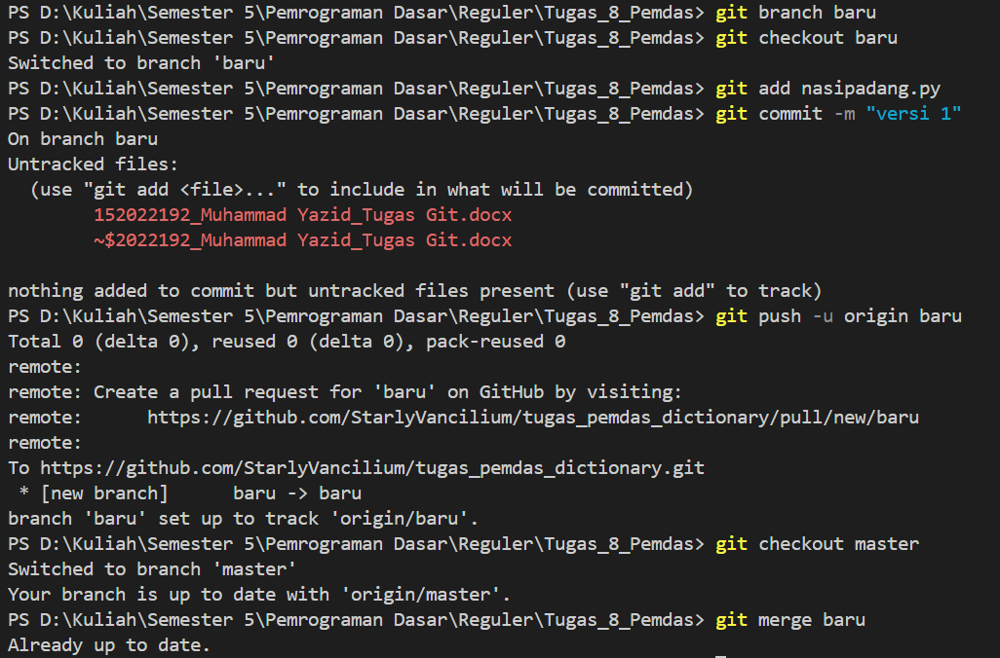 PS D:\Kuliah\Semester 5\Pemrograman Dasar\Reguler\Tugas_8_Pemdas> git branch baru
PS D:\Kuliah\Semester 5\Pemrograman Dasar\Reguler\Tugas_8_Pemdas> git checkout baru
Switched to branch 'baru'
PS D:\Kuliah\Semester 5\Pemrograman Dasar\Reguler\Tugas_8_Pemdas> git add nasipadang.py
PS D:\Kuliah\Semester 5\Pemrograman Dasar\Reguler\Tugas_8_Pemdas> git commit -m "versi 1"
On branch baru
Untracked files:
  (use "git add <file>..." to include in what will be committed)
        152022192_Muhammad Yazid_Tugas Git.docx
        ~$2022192_Muhammad Yazid_Tugas Git.docx

nothing added to commit but untracked files present (use "git add" to track)
PS D:\Kuliah\Semester 5\Pemrograman Dasar\Reguler\Tugas_8_Pemdas> git push -u origin baru
Total 0 (delta 0), reused 0 (delta 0), pack-reused 0
remote:
remote: Create a pull request for 'baru' on GitHub by visiting:
remote:      https://github.com/StarlyVancilium/tugas_pemdas_dictionary/pull/new/baru
remote:
To https://github.com/StarlyVancilium/tugas_pemdas_dictionary.git
 * [new branch]      baru -> baru
branch 'baru' set up to track 'origin/baru'.
PS D:\Kuliah\Semester 5\Pemrograman Dasar\Reguler\Tugas_8_Pemdas> git checkout master
Switched to branch 'master'
Your branch is up to date with 'origin/master'.
PS D:\Kuliah\Semester 5\Pemrograman Dasar\Reguler\Tugas_8_Pemdas> git merge baru
Already up to date.